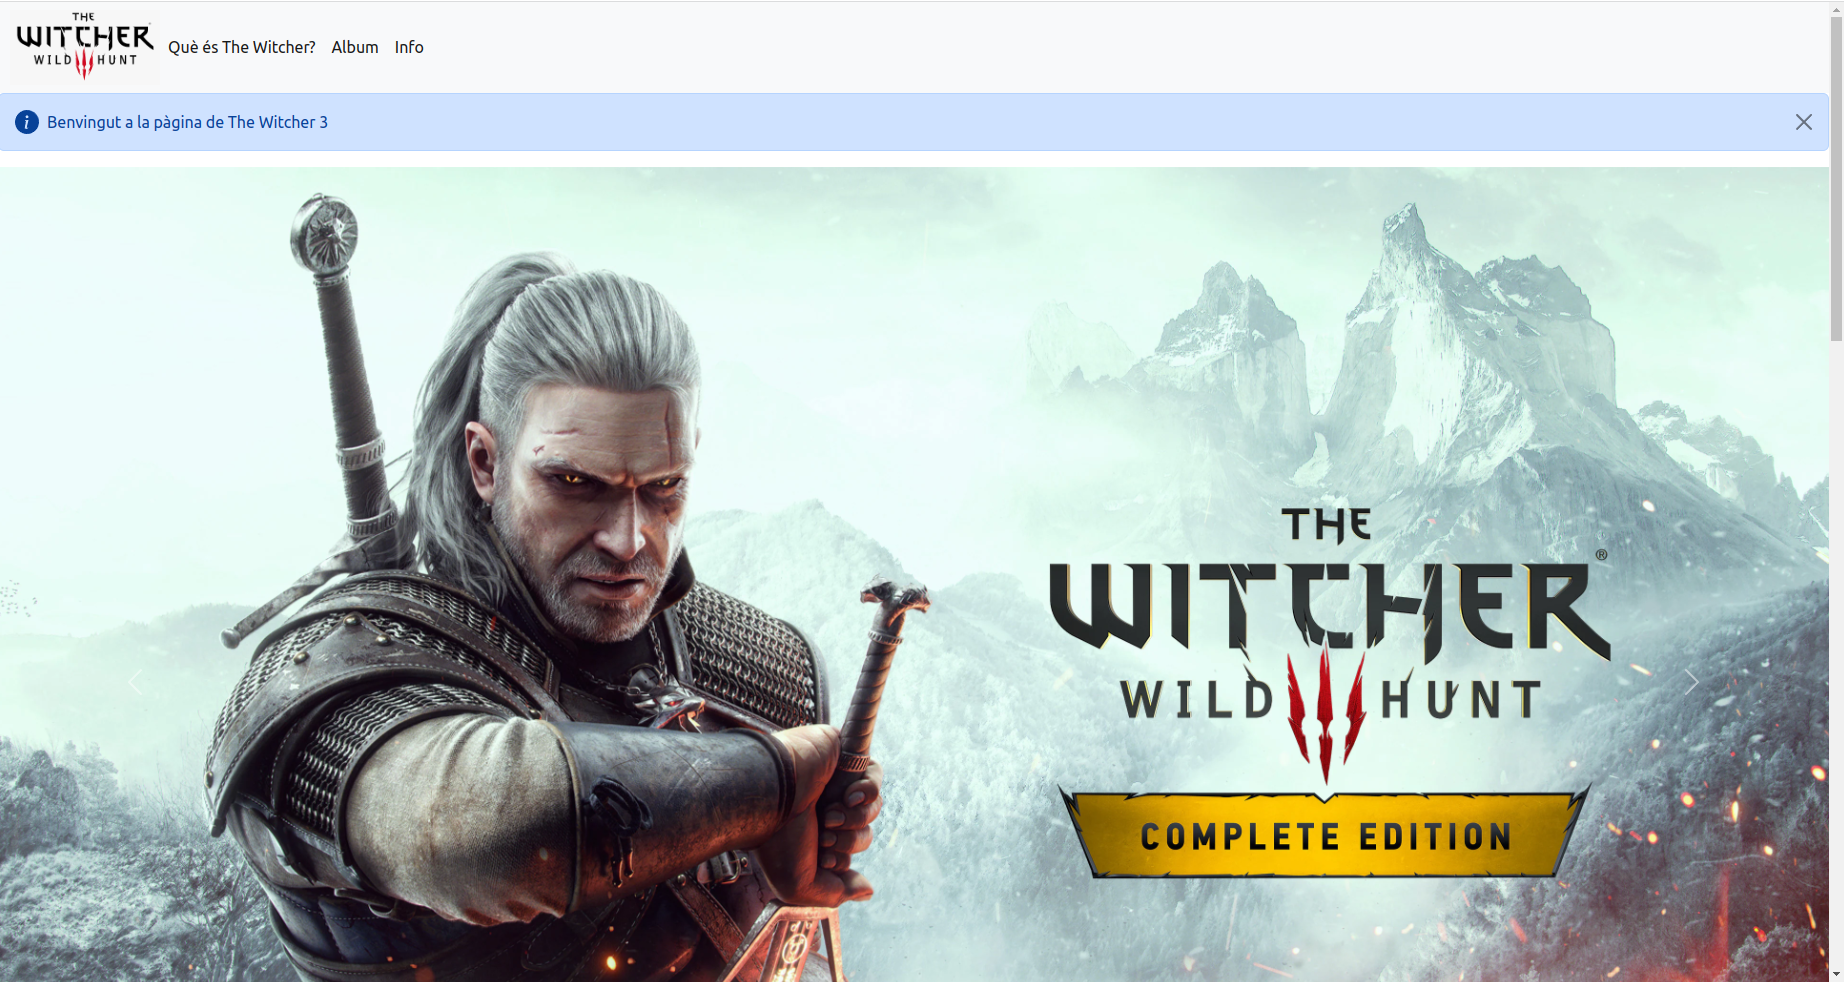 THE
WITCHER
WILD HUNT
Què és The Witcher? Album Info
Benvingut a la pàgina de The Witcher 3
THE
WITCHER®
WILD HUNT
COMPLETE EDITION